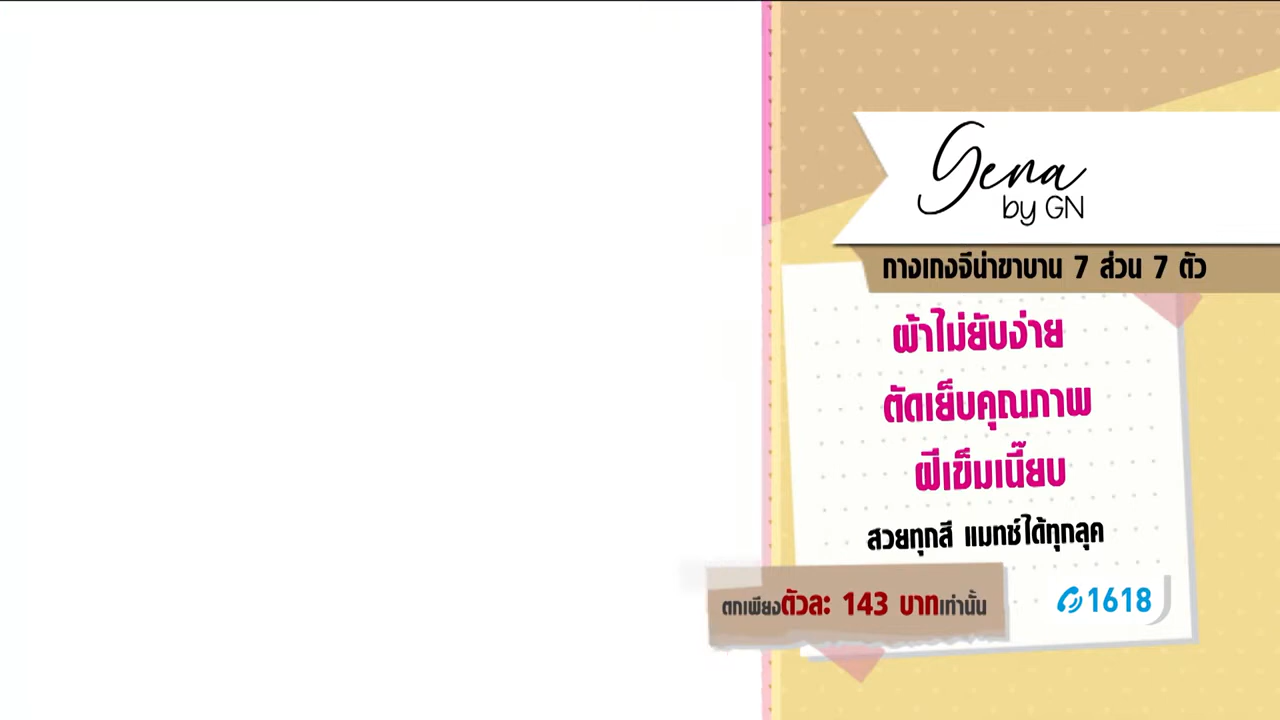 Gena
by GN
กางเกงจีน่าขาบาน 7 ส่วน 7 ตัว
ผ้าไม่ยับง่าย
ตัดเย็บคุณภาพ
ฝีเข็มเนี๊ยบ
สวยทุกสี แมทช์ได้ทุกลุค
ตกเพียงตัวละ 143 บาทเท่านั้น
1618